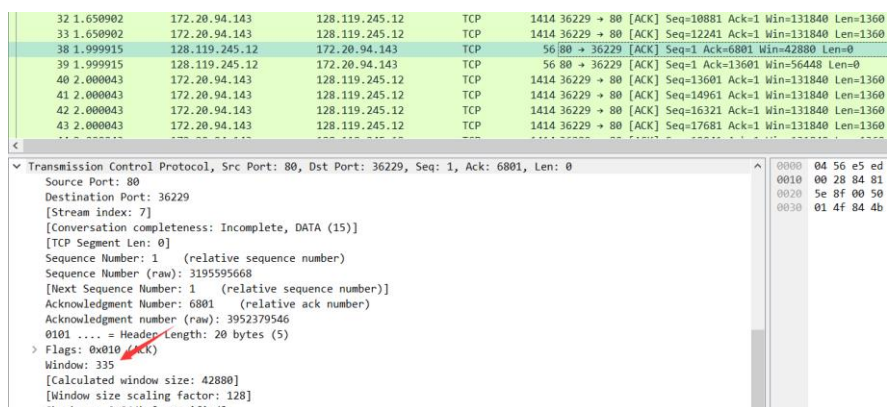 32 1.650902 172.20.94.143 128.119.245.12 TCP 1414 36229 → 80 [ACK] Seq=10881 Ack=1 Win=131840 Len=1360
33 1.650902 172.20.94.143 128.119.245.12 TCP 1414 36229 → 80 [ACK] Seq=12241 Ack=1 Win=131840 Len=1360
38 1.999915 128.119.245.12 172.20.94.143 TCP 56 80 → 36229 [ACK] Seq=1 Ack=6801 Win=42880 Len=0
39 1.999915 128.119.245.12 172.20.94.143 TCP 56 80 → 36229 [ACK] Seq=1 Ack=13601 Win=56448 Len=0
40 2.000043 172.20.94.143 128.119.245.12 TCP 1414 36229 → 80 [ACK] Seq=13601 Ack=1 Win=131840 Len=1360
41 2.000043 172.20.94.143 128.119.245.12 TCP 1414 36229 → 80 [ACK] Seq=14961 Ack=1 Win=131840 Len=1360
42 2.000043 172.20.94.143 128.119.245.12 TCP 1414 36229 → 80 [ACK] Seq=16321 Ack=1 Win=131840 Len=1360
43 2.000043 172.20.94.143 128.119.245.12 TCP 1414 36229 → 80 [ACK] Seq=17681 Ack=1 Win=131840 Len=1360
Transmission Control Protocol, Src Port: 80, Dst Port: 36229, Seq: 1, Ack: 6801, Len: 0
Source Port: 80
Destination Port: 36229
[Stream index: 7]
[Conversation completeness: Incomplete, DATA (15)]
[TCP Segment Len: 0]
Sequence Number: 1 (relative sequence number)
Sequence Number (raw): 3195595668
[Next Sequence Number: 1 (relative sequence number)]
Acknowledgment Number: 6801 (relative ack number)
Acknowledgment number (raw): 3952379546
0101 .... = Header Length: 20 bytes (5)
Flags: 0x010 (ACK)
Window: 335
[Calculated window size: 42880]
[Window size scaling factor: 128]
0000 04 56 e5 ed
0010 00 28 84 81
0020 5e 8f 00 50
0030 01 4f 84 4b